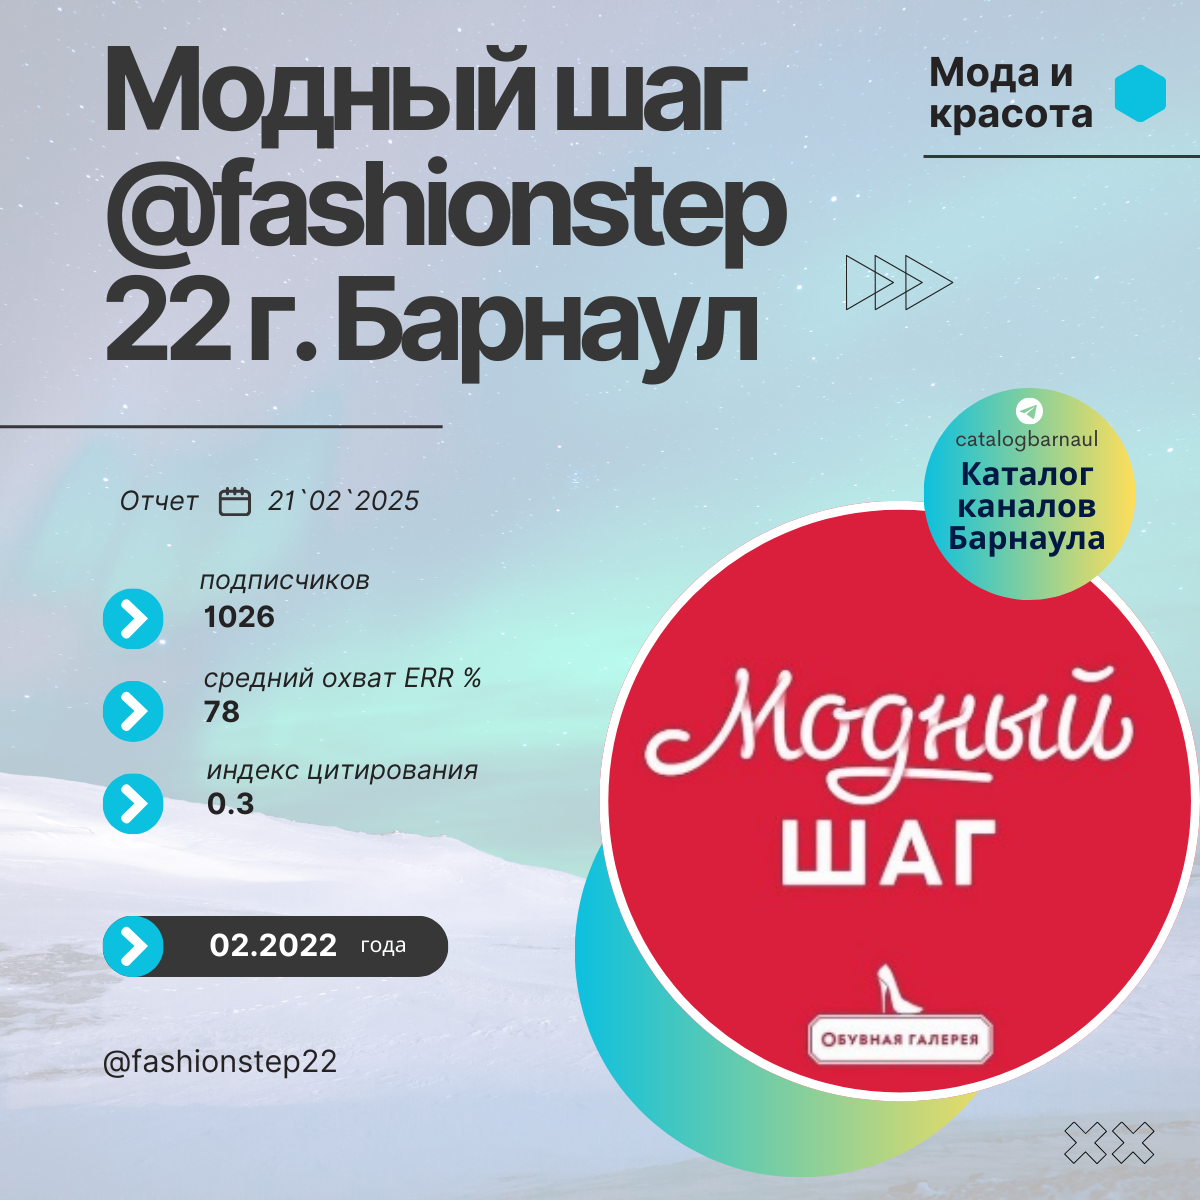 Модный шаг
@fashionstep
22 г. Барнаул
Мода и
красота
catalogbarnaul
Каталог
каналов
Барнаула
Отчет 21`02`2025
подписчиков
1026
средний охват ERR %
78
индекс цитирования
0.3
02.2022 года
@fashionstep22
Модный
ШАГ
ОБУВНАЯ ГАЛЕРЕЯ